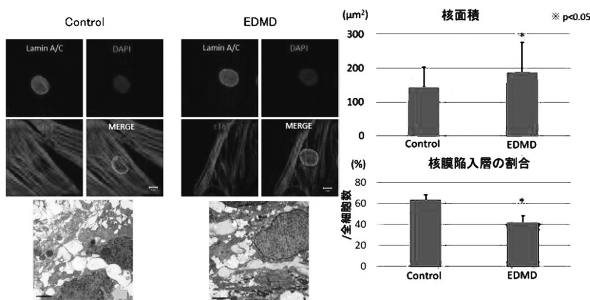 Control
EDMD
Lamin A/C
DAPI
MERGE
Lamin A/C
DAPI
cTnT
MERGE
核面積
(μm²)
※ p<0.05
300
200
100
0
*
Control
EDMD
核膜陥入層の割合
(%)
/全細胞数
80
60
40
20
0
*
Control
EDMD